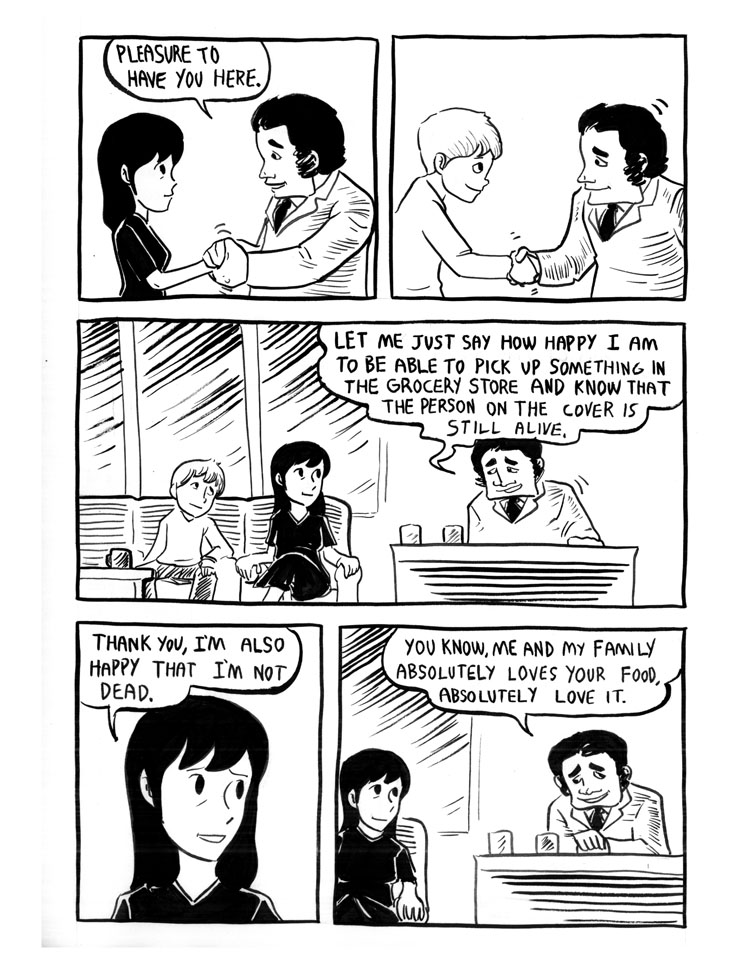 PLEASURE TO
HAVE YOU HERE.
LET ME JUST SAY HOW HAPPY I AM
TO BE ABLE TO PICK UP SOMETHING IN
THE GROCERY STORE AND KNOW THAT
THE PERSON ON THE COVER IS
STILL ALIVE.
THANK YOU, I'M ALSO
HAPPY THAT I'M NOT
DEAD.
YOU KNOW, ME AND MY FAMILY
ABSOLUTELY LOVES YOUR FOOD,
ABSOLUTELY LOVE IT.